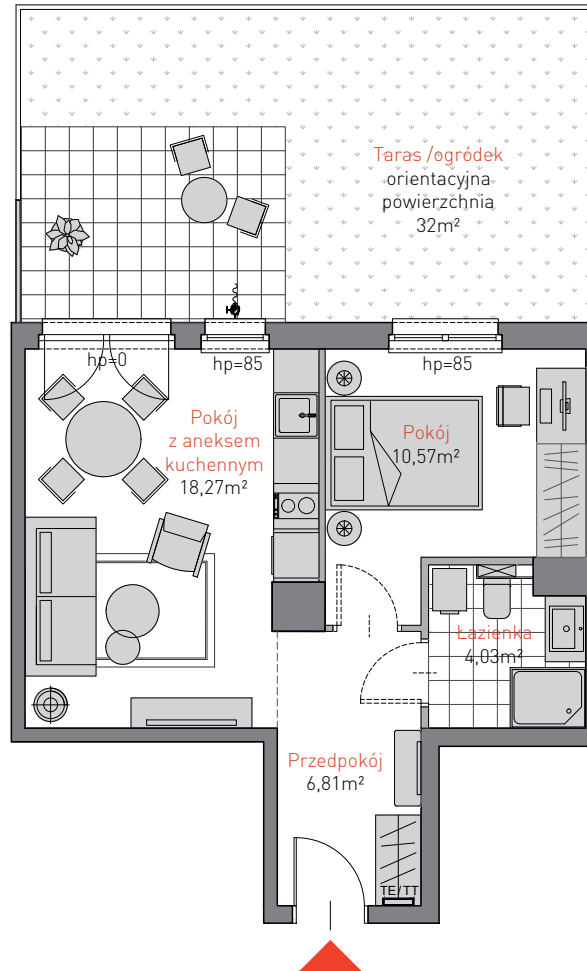 Taras /ogródek
orientacyjna
powierzchnia
32m²
hp=0
hp=85
hp=85
Pokój
z aneksem
kuchennym
18,27m²
Pokój
10,57m²
Łazienka
4,03m²
Przedpokój
6,81m²
TE/TT